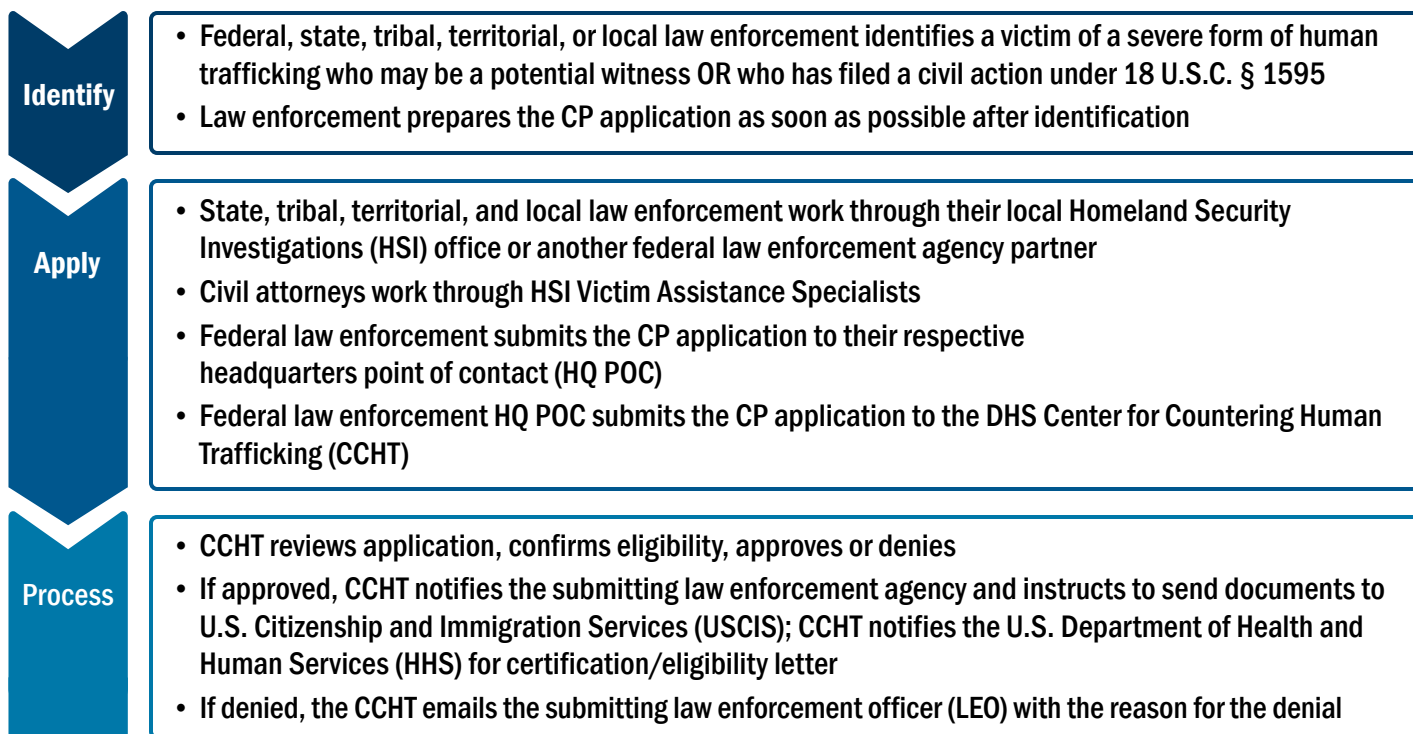 Identify
• Federal, state, tribal, territorial, or local law enforcement identifies a victim of a severe form of human
trafficking who may be a potential witness OR who has filed a civil action under 18 U.S.C. § 1595
• Law enforcement prepares the CP application as soon as possible after identification
Apply
• State, tribal, territorial, and local law enforcement work through their local Homeland Security
Investigations (HSI) office or another federal law enforcement agency partner
• Civil attorneys work through HSI Victim Assistance Specialists
• Federal law enforcement submits the CP application to their respective
headquarters point of contact (HQ POC)
• Federal law enforcement HQ POC submits the CP application to the DHS Center for Countering Human
Trafficking (CCHT)
Process
• CCHT reviews application, confirms eligibility, approves or denies
• If approved, CCHT notifies the submitting law enforcement agency and instructs to send documents to
U.S. Citizenship and Immigration Services (USCIS); CCHT notifies the U.S. Department of Health and
Human Services (HHS) for certification/eligibility letter
• If denied, the CCHT emails the submitting law enforcement officer (LEO) with the reason for the denial